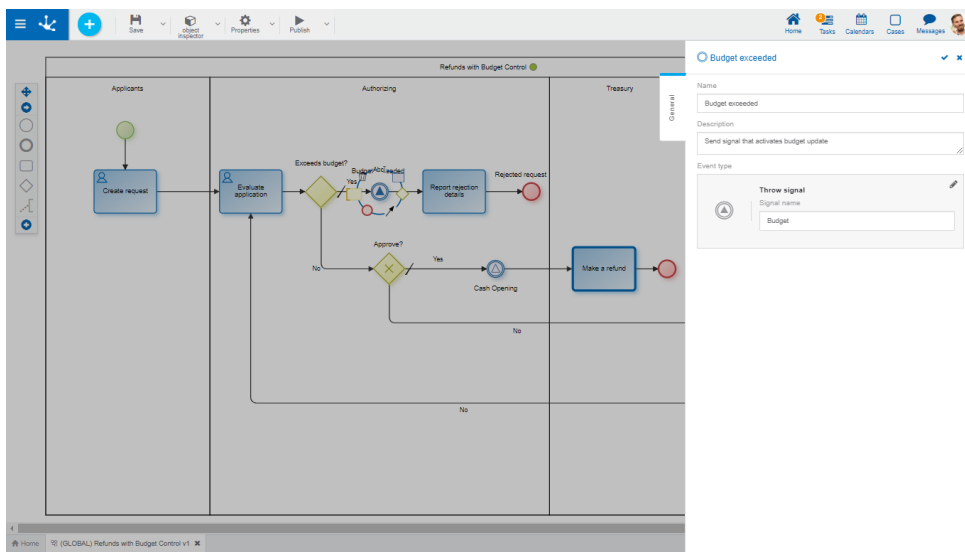 Save
object
inspector
Properties
Publish
Home
2
Tasks
Calendars
Cases
Messages
Refunds with Budget Control
Applicants
Authorizing
Treasury
Create request
Evaluate
application
Exceeds budget?
Yes
Report rejection
details
Rejected request
No
Approve?
Yes
Cash Opening
Make a refund
No
No
General
Budget exceeded
Name
Budget exceeded
Description
Send signal that activates budget update
Event type
Throw signal
Signal name
Budget
Home
(GLOBAL) Refunds with Budget Control v1